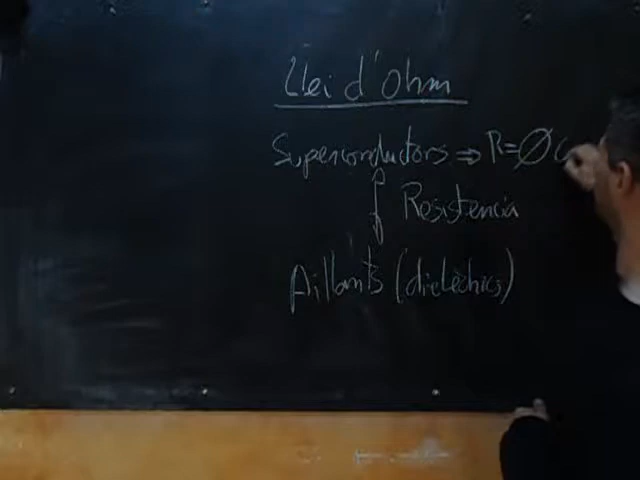 Llei d'Ohm
Superconductors ⇒ R=∅
Resistència
Aïllants (dielèctrics)